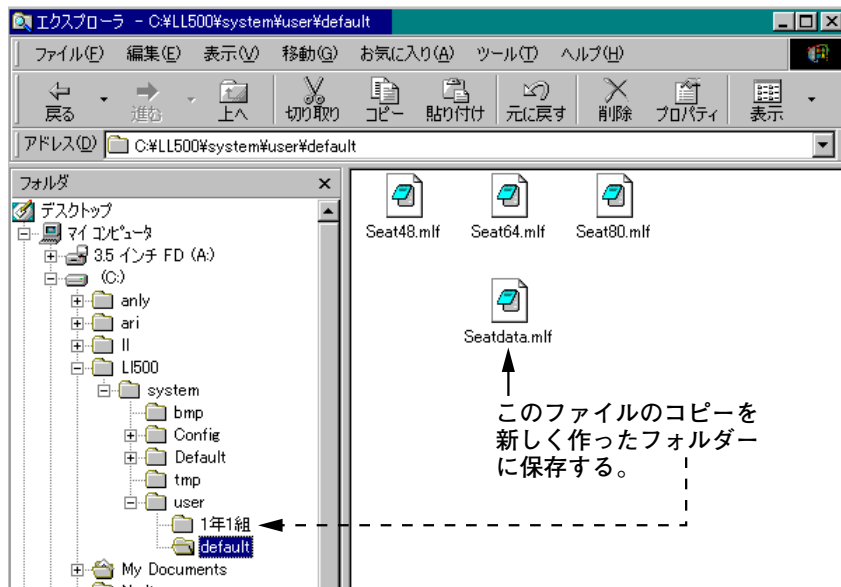 エクスプローラ - C:¥LL500¥system¥user¥default
ファイル(F) 編集(E) 表示(V) 移動(G) お気に入り(A) ツール(T) ヘルプ(H)
戻る 進む 上へ 切り取り コピー 貼り付け 元に戻す 削除 プロパティ 表示
アドレス(D) C:¥LL500¥system¥user¥default
フォルダ
デスクトップ
マイ コンピュータ
3.5 インチ FD (A:)
(C:)
anly
ari
ll
Ll500
system
bmp
Config
Default
tmp
user
1年1組
default
My Documents
Seat48.mlf Seat64.mlf Seat80.mlf
Seatdata.mlf
このファイルのコピーを
新しく作ったフォルダー
に保存する。